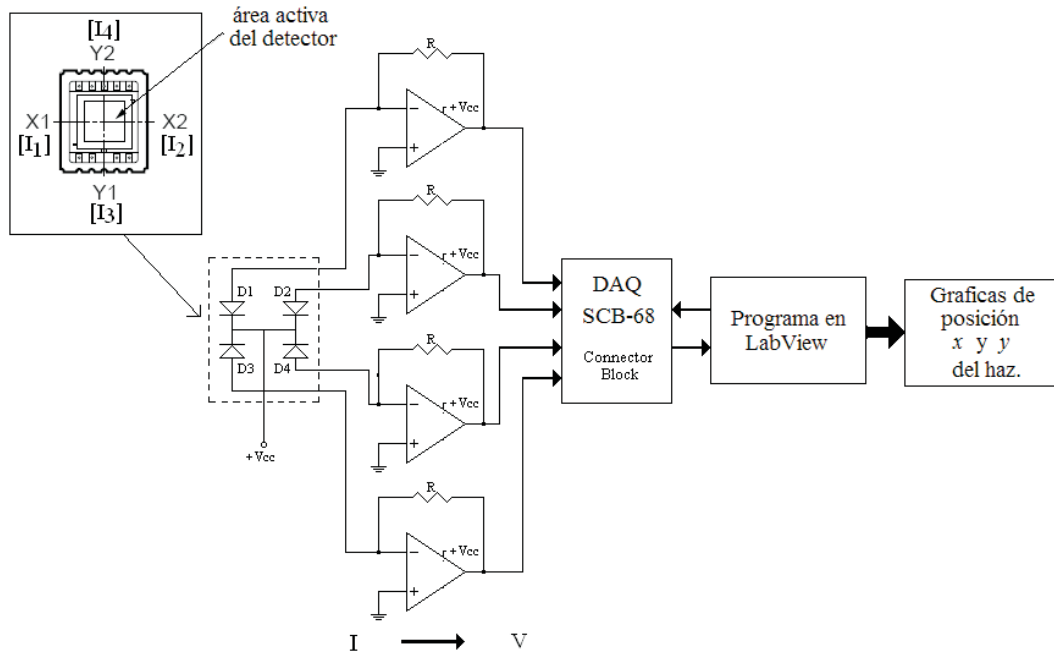 [I4]
Y2
área activa
del detector
X1
X2
[I1]
[I2]
Y1
[I3]
D1
D2
D3
D4
+Vcc
R
+Vcc
R
+Vcc
R
+Vcc
R
+Vcc
DAQ
SCB-68
Connector
Block
Programa en
LabView
Graficas de
posición
x y y
del haz.
I
V